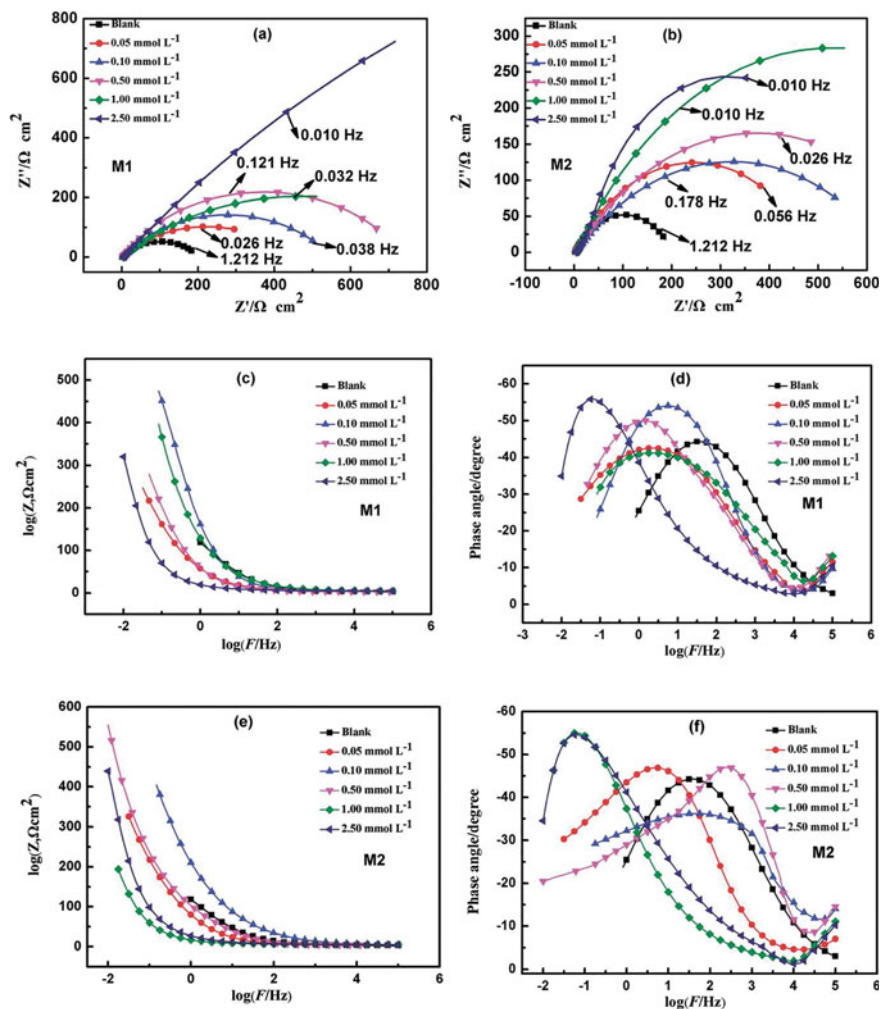 (a)
Blank
0.05 mmol L⁻¹
0.10 mmol L⁻¹
0.50 mmol L⁻¹
1.00 mmol L⁻¹
2.50 mmol L⁻¹
M1
0.010 Hz
0.121 Hz
0.032 Hz
0.038 Hz
0.026 Hz
1.212 Hz
800
600
400
200
0
Z''/Ω cm²
0 200 400 600 800
Z'/Ω cm²
(b)
Blank
0.05 mmol L⁻¹
0.10 mmol L⁻¹
0.50 mmol L⁻¹
1.00 mmol L⁻¹
2.50 mmol L⁻¹
M2
0.010 Hz
0.010 Hz
0.026 Hz
0.178 Hz
0.056 Hz
1.212 Hz
300
250
200
150
100
50
0
Z''/Ω cm²
-100 0 100 200 300 400 500 600
Z'/Ω cm²
(c)
Blank
0.05 mmol L⁻¹
0.10 mmol L⁻¹
0.50 mmol L⁻¹
1.00 mmol L⁻¹
2.50 mmol L⁻¹
M1
500
400
300
200
100
0
log(Z,Ωcm²)
-2 0 2 4 6
log(F/Hz)
(d)
Blank
0.05 mmol L⁻¹
0.10 mmol L⁻¹
0.50 mmol L⁻¹
1.00 mmol L⁻¹
2.50 mmol L⁻¹
M1
-60
-50
-40
-30
-20
-10
-0
Phase angle/degree
-3 -2 -1 0 1 2 3 4 5 6
log(F/Hz)
(e)
Blank
0.05 mmol L⁻¹
0.10 mmol L⁻¹
0.50 mmol L⁻¹
1.00 mmol L⁻¹
2.50 mmol L⁻¹
M2
600
500
400
300
200
100
0
log(Z,Ωcm²)
-2 0 2 4 6
log(F/Hz)
(f)
Blank
0.05 mmol L⁻¹
0.10 mmol L⁻¹
0.50 mmol L⁻¹
1.00 mmol L⁻¹
2.50 mmol L⁻¹
M2
-60
-50
-40
-30
-20
-10
-0
Phase angle/degree
-2 -1 0 1 2 3 4 5 6
log(F/Hz)